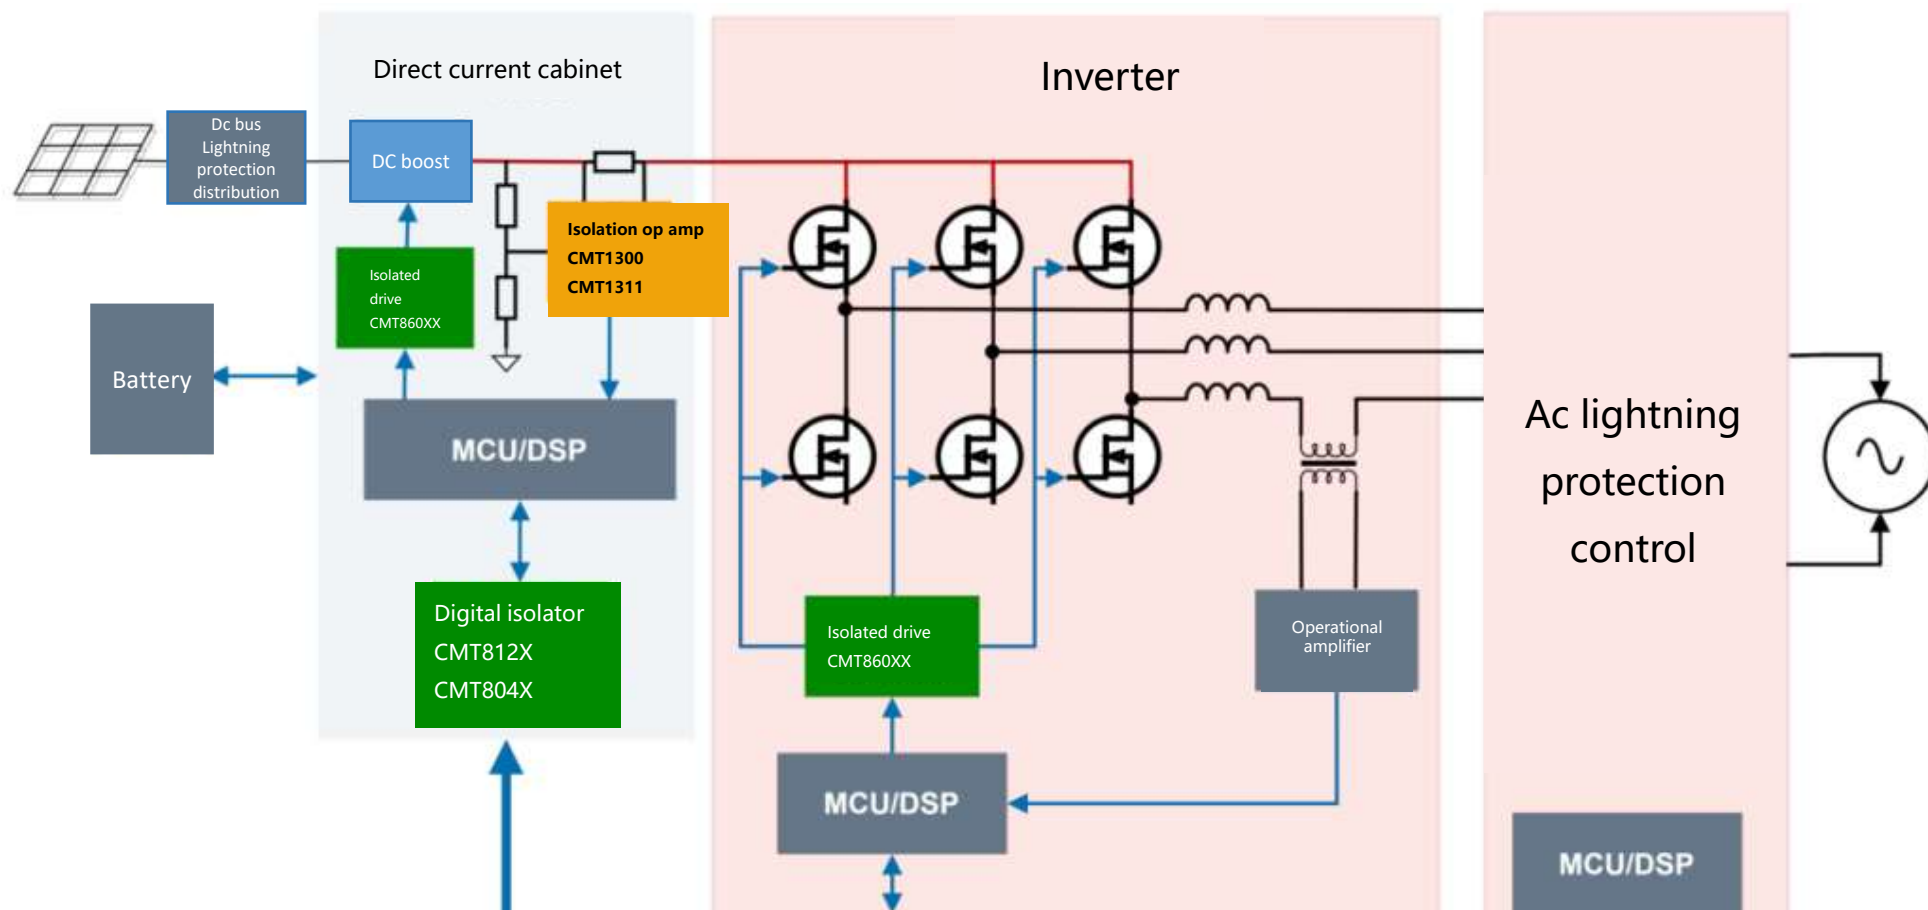 Direct current cabinet
Inverter
Dc bus
Lightning
protection
distribution
DC boost
Isolation op amp
CMT1300
CMT1311
Isolated
drive
CMT860XX
Battery
MCU/DSP
Ac lightning
protection
control
Digital isolator
CMT812X
CMT804X
Isolated drive
CMT860XX
Operational
amplifier
MCU/DSP
MCU/DSP